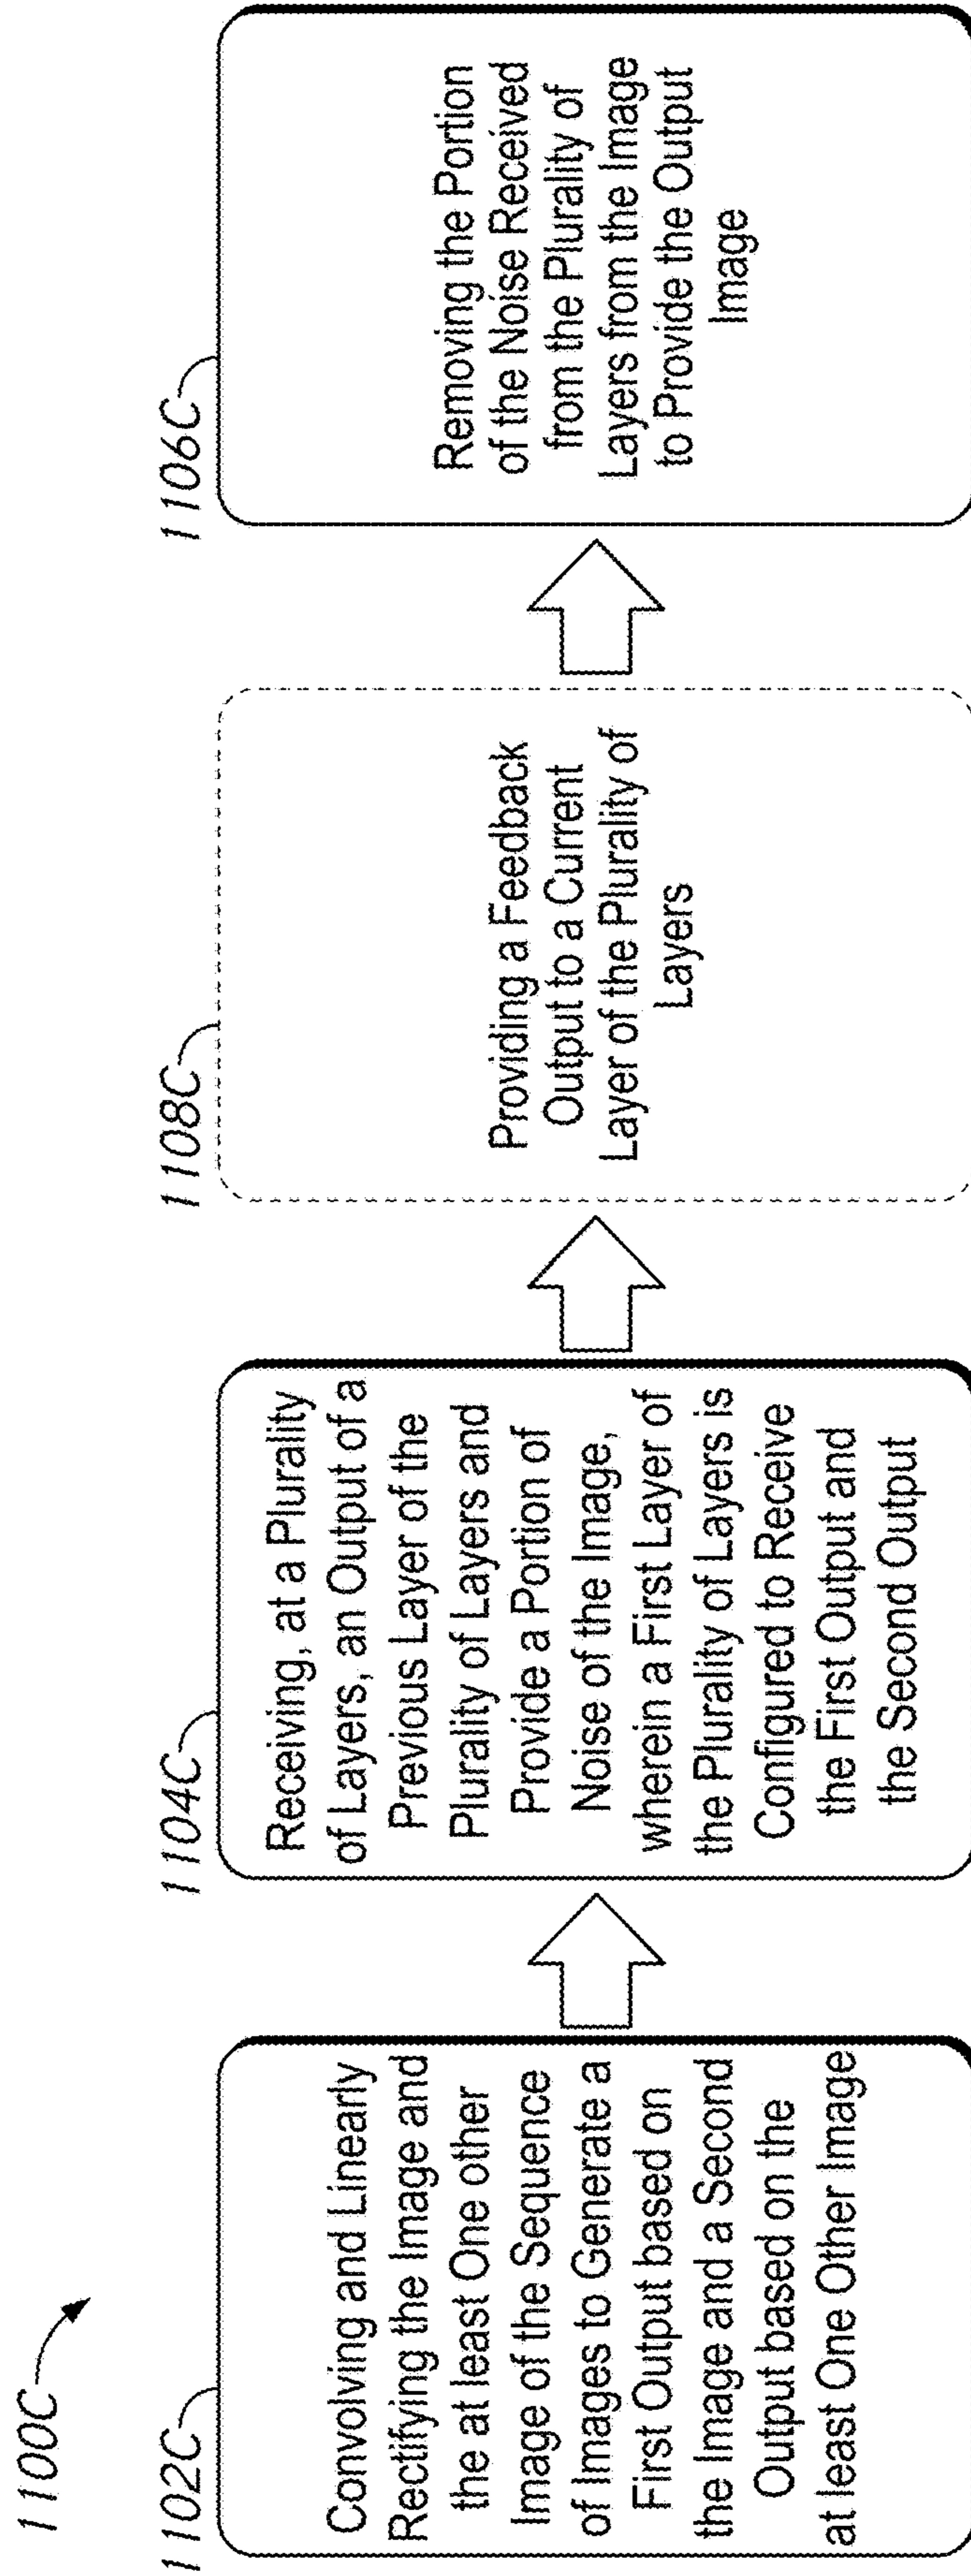 1100C
1102C
Convolving and Linearly
Rectifying the Image and
the at least One other
Image of the Sequence
of Images to Generate a
First Output based on
the Image and a Second
Output based on the
at least One Other Image
1104C
Receiving, at a Plurality
of Layers, an Output of a
Previous Layer of the
Plurality of Layers and
Provide a Portion of
Noise of the Image,
wherein a First Layer of
the Plurality of Layers is
Configured to Receive
the First Output and
the Second Output
1108C
Providing a Feedback
Output to a Current
Layer of the Plurality of
Layers
1106C
Removing the Portion
of the Noise Received
from the Plurality of
Layers from the Image
to Provide the Output
Image